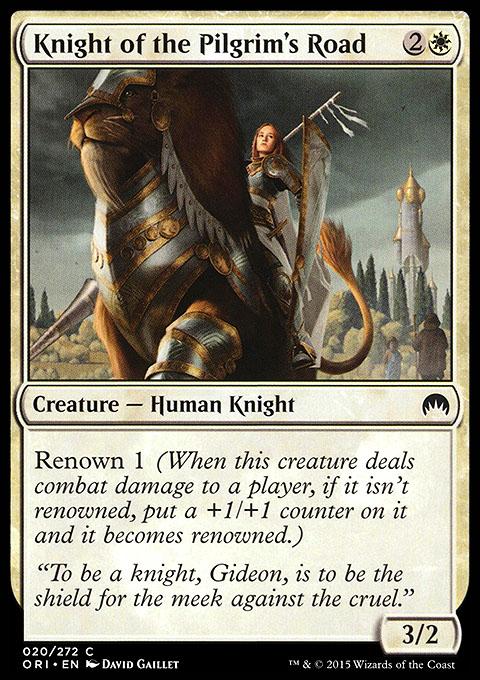 Knight of the Pilgrim's Road 2
Creature — Human Knight
Renown 1 (When this creature deals
combat damage to a player, if it isn't
renowned, put a +1/+1 counter on it
and it becomes renowned.)
"To be a knight, Gideon, is to be the
shield for the meek against the cruel."
3/2
020/272 C
ORI • EN DAVID GAILLET
™ & © 2015 Wizards of the Coast